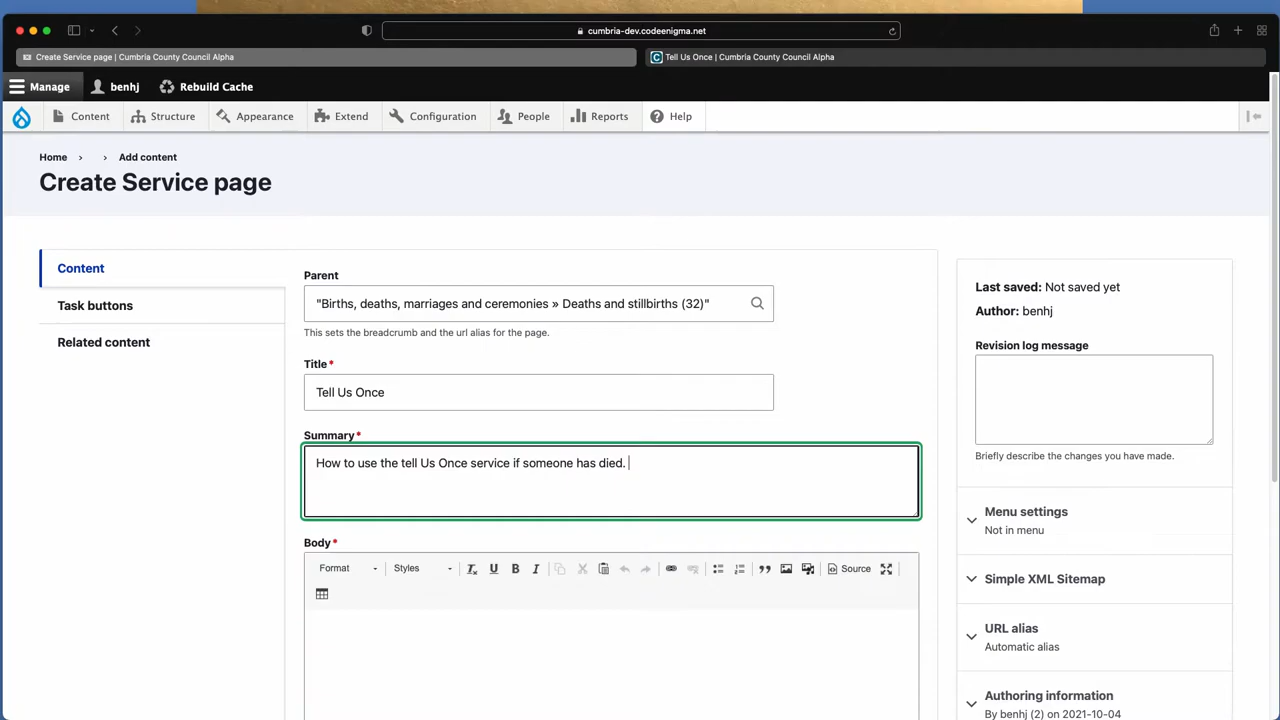 cumbria-dev.codeenigma.net
Create Service page | Cumbria County Council Alpha
C Tell Us Once | Cumbria County Council Alpha
Manage benhj Rebuild Cache
Content Structure Appearance Extend Configuration People Reports Help
Home › › Add content
Create Service page
Content
Task buttons
Related content
Parent
"Births, deaths, marriages and ceremonies » Deaths and stillbirths (32)"
This sets the breadcrumb and the url alias for the page.
Title*
Tell Us Once
Summary*
How to use the tell Us Once service if someone has died.
Body*
Format Styles U B I Source
Last saved: Not saved yet
Author: benhj
Revision log message
Briefly describe the changes you have made.
Menu settings
Not in menu
Simple XML Sitemap
URL alias
Automatic alias
Authoring information
By benhj (2) on 2021-10-04